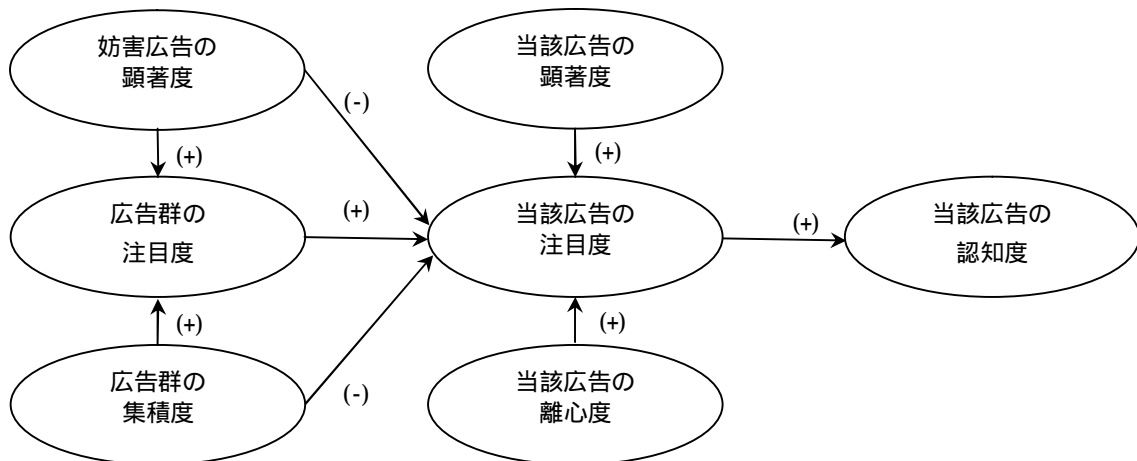 妨害広告の
顕著度
当該広告の
顕著度
(-)
(+)
(+)
広告群の
注目度
(+)
当該広告の
注目度
(+)
当該広告の
認知度
(+)
(+)
広告群の
集積度
(-)
当該広告の
離心度